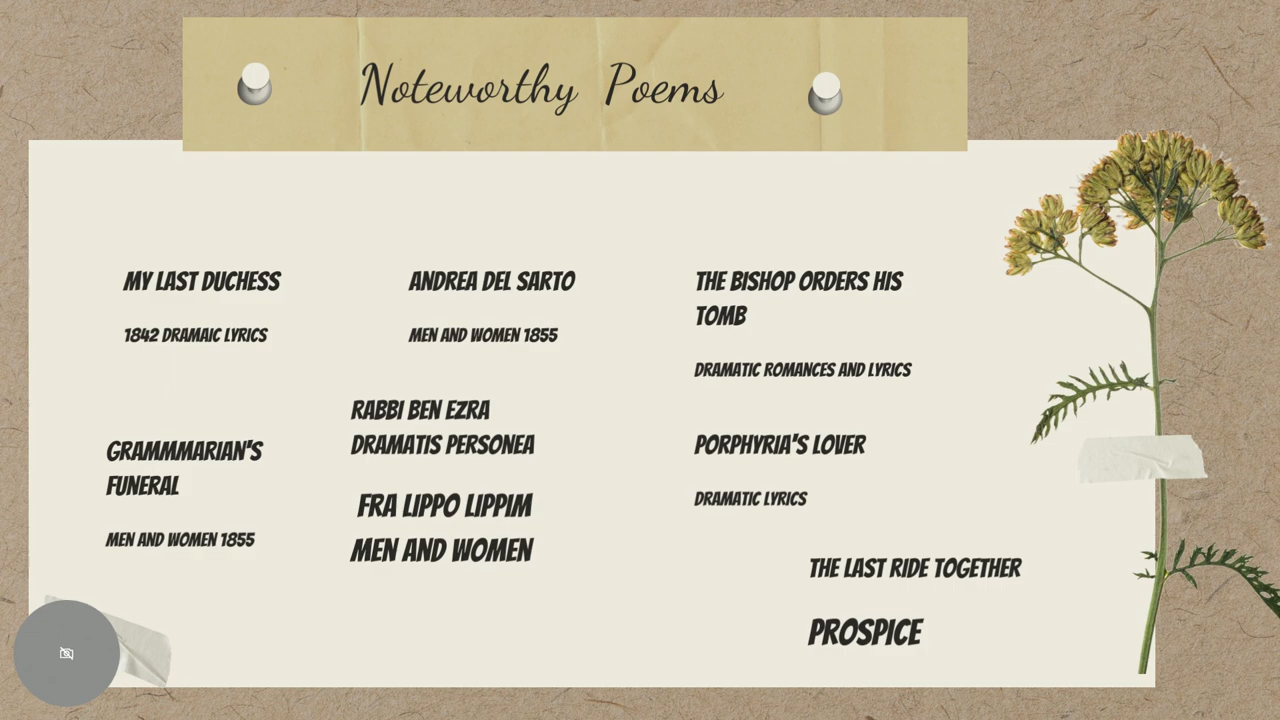 Noteworthy Poems
MY LAST DUCHESS
1842 DRAMAIC LYRICS
ANDREA DEL SARTO
MEN AND WOMEN 1855
THE BISHOP ORDERS HIS
TOMB
DRAMATIC ROMANCES AND LYRICS
GRAMMMARIAN'S
FUNERAL
MEN AND WOMEN 1855
RABBI BEN EZRA
DRAMATIS PERSONEA
FRA LIPPO LIPPIM
MEN AND WOMEN
PORPHYRIA'S LOVER
DRAMATIC LYRICS
THE LAST RIDE TOGETHER
PROSPICE